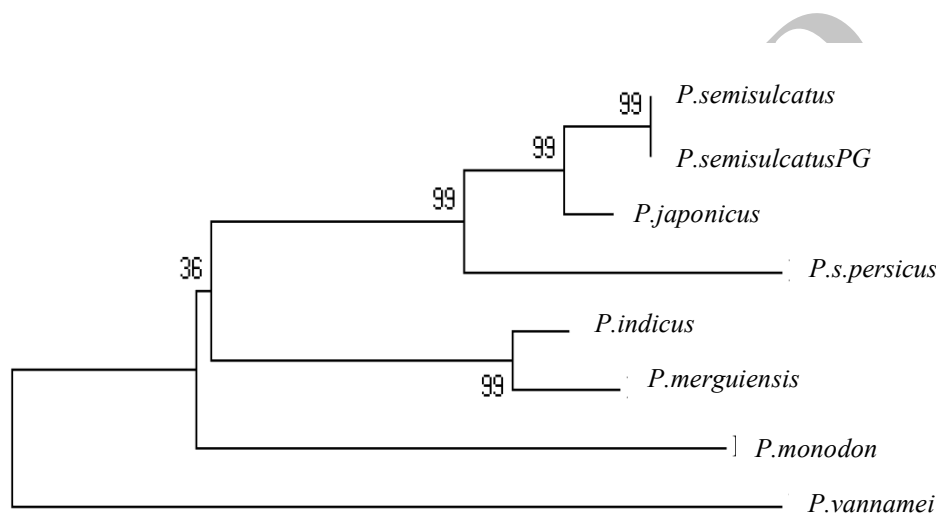 99 P.semisulcatus
99 P.semisulcatusPG
99 P.japonicus
36 P.s.persicus
P.indicus
99 P.merguiensis
P.monodon
P.vannamei